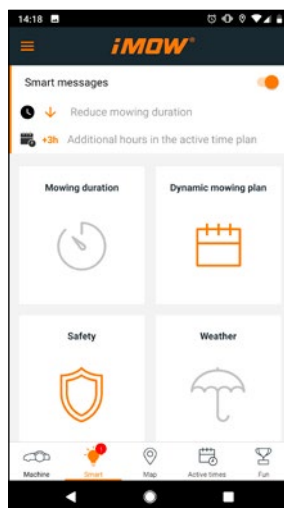 14:18
iMOW®
Smart messages
Reduce mowing duration
+3h Additional hours in the active time plan
Mowing duration Dynamic mowing plan
Safety Weather
Machine Smart Map Active times Fun